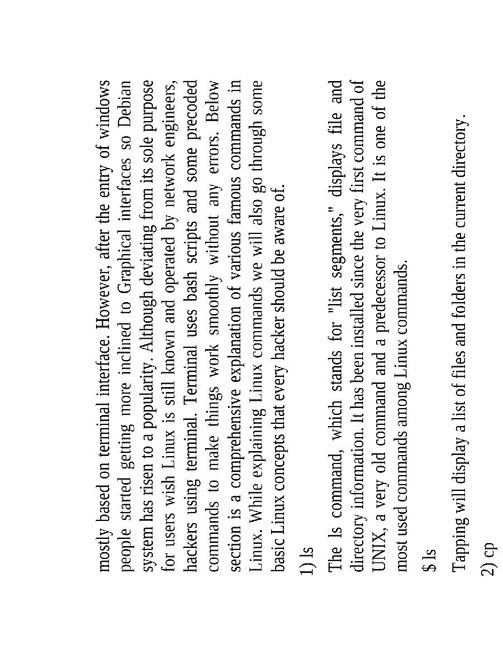 mostly based on terminal interface. However, after the entry of windows
people started getting more inclined to Graphical interfaces so Debian
system has risen to a popularity. Although deviating from its sole purpose
for users wish Linux is still known and operated by network engineers,
hackers using terminal. Terminal uses bash scripts and some precoded
commands to make things work smoothly without any errors. Below
section is a comprehensive explanation of various famous commands in
Linux. While explaining Linux commands we will also go through some
basic Linux concepts that every hacker should be aware of.
1) ls
The ls command, which stands for "list segments," displays file and
directory information. It has been installed since the very first command of
UNIX, a very old command and a predecessor to Linux. It is one of the
most used commands among Linux commands.
$ ls
Tapping will display a list of files and folders in the current directory.
2) cp